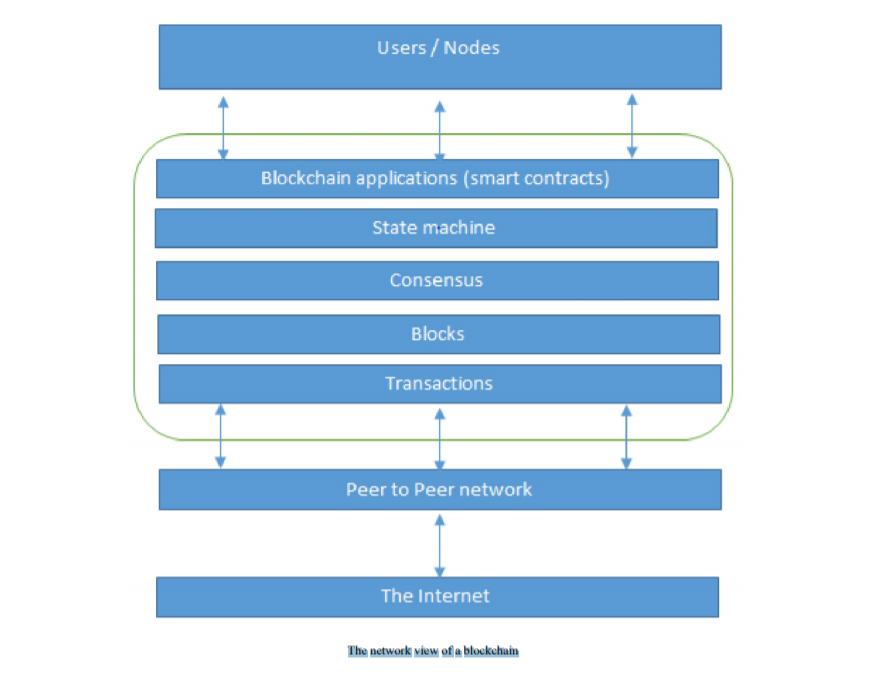 Users / Nodes
Blockchain applications (smart contracts)
State machine
Consensus
Blocks
Transactions
Peer to Peer network
The Internet
The network view of a blockchain